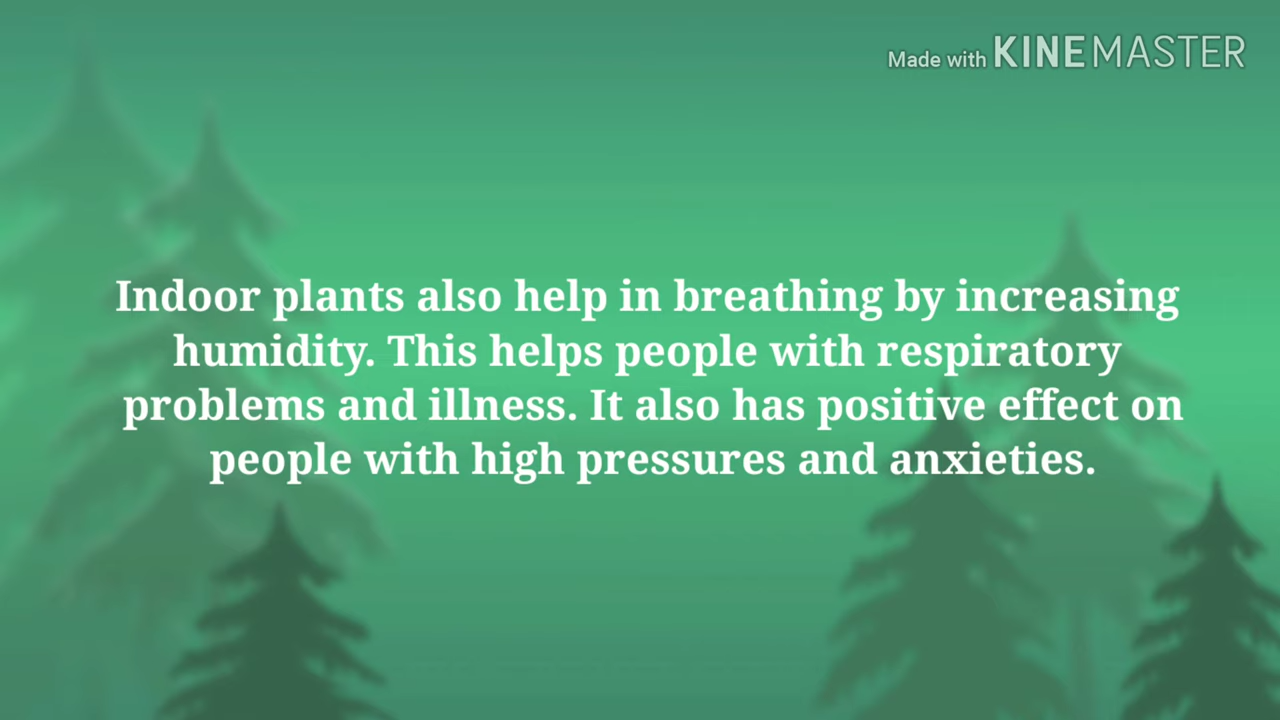 Made with KINEMASTER
Indoor plants also help in breathing by increasing
humidity. This helps people with respiratory
problems and illness. It also has positive effect on
people with high pressures and anxieties.